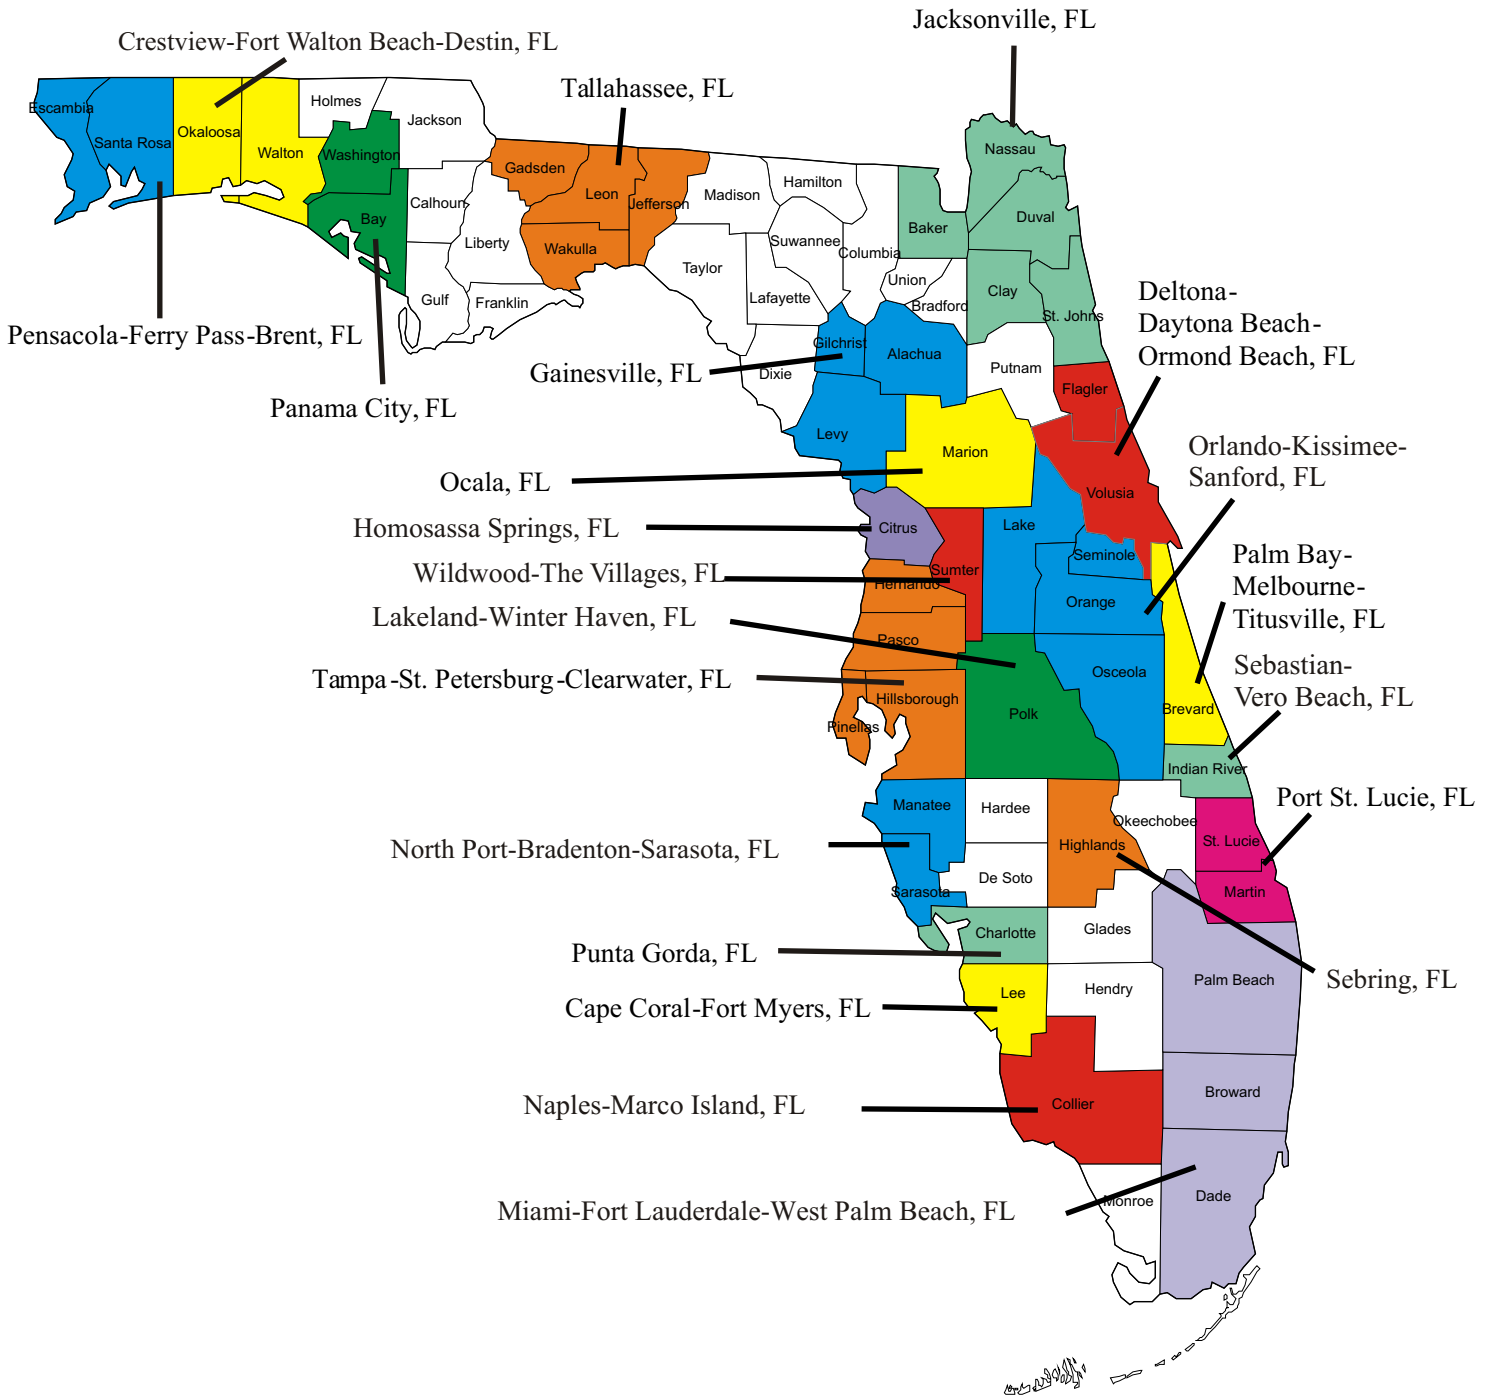 Jacksonville, FL
Crestview-Fort Walton Beach-Destin, FL
Tallahassee, FL
Holmes
Escambia
Jackson
Okaloosa
Santa Rosa
Walton
Washington
Nassau
Gadsden
Hamilton
Leon
Madison
Jefferson
Calhoun
Bay
Duval
Baker
Liberty
Suwannee
Wakulla
Columbia
Taylor
Union
Clay
Lafayette
Gulf
Franklin
Bradford
St. Johns
Deltona-
Daytona Beach-
Ormond Beach, FL
Pensacola-Ferry Pass-Brent, FL
Gilchrist
Alachua
Gainesville, FL
Dixie
Putnam
Flagler
Panama City, FL
Levy
Marion
Orlando-Kissimee-
Sanford, FL
Ocala, FL
Volusia
Homosassa Springs, FL
Citrus
Lake
Seminole
Palm Bay-
Melbourne-
Titusville, FL
Wildwood-The Villages, FL
Sumter
Hernando
Orange
Lakeland-Winter Haven, FL
Pasco
Tampa-St. Petersburg-Clearwater, FL
Osceola
Sebastian-
Vero Beach, FL
Hillsborough
Brevard
Polk
Pinellas
Indian River
Port St. Lucie, FL
Manatee
Hardee
Okeechobee
North Port-Bradenton-Sarasota, FL
Highlands
St. Lucie
De Soto
Sarasota
Martin
Charlotte
Glades
Punta Gorda, FL
Palm Beach
Sebring, FL
Lee
Hendry
Cape Coral-Fort Myers, FL
Broward
Naples-Marco Island, FL
Collier
Dade
Monroe
Miami-Fort Lauderdale-West Palm Beach, FL